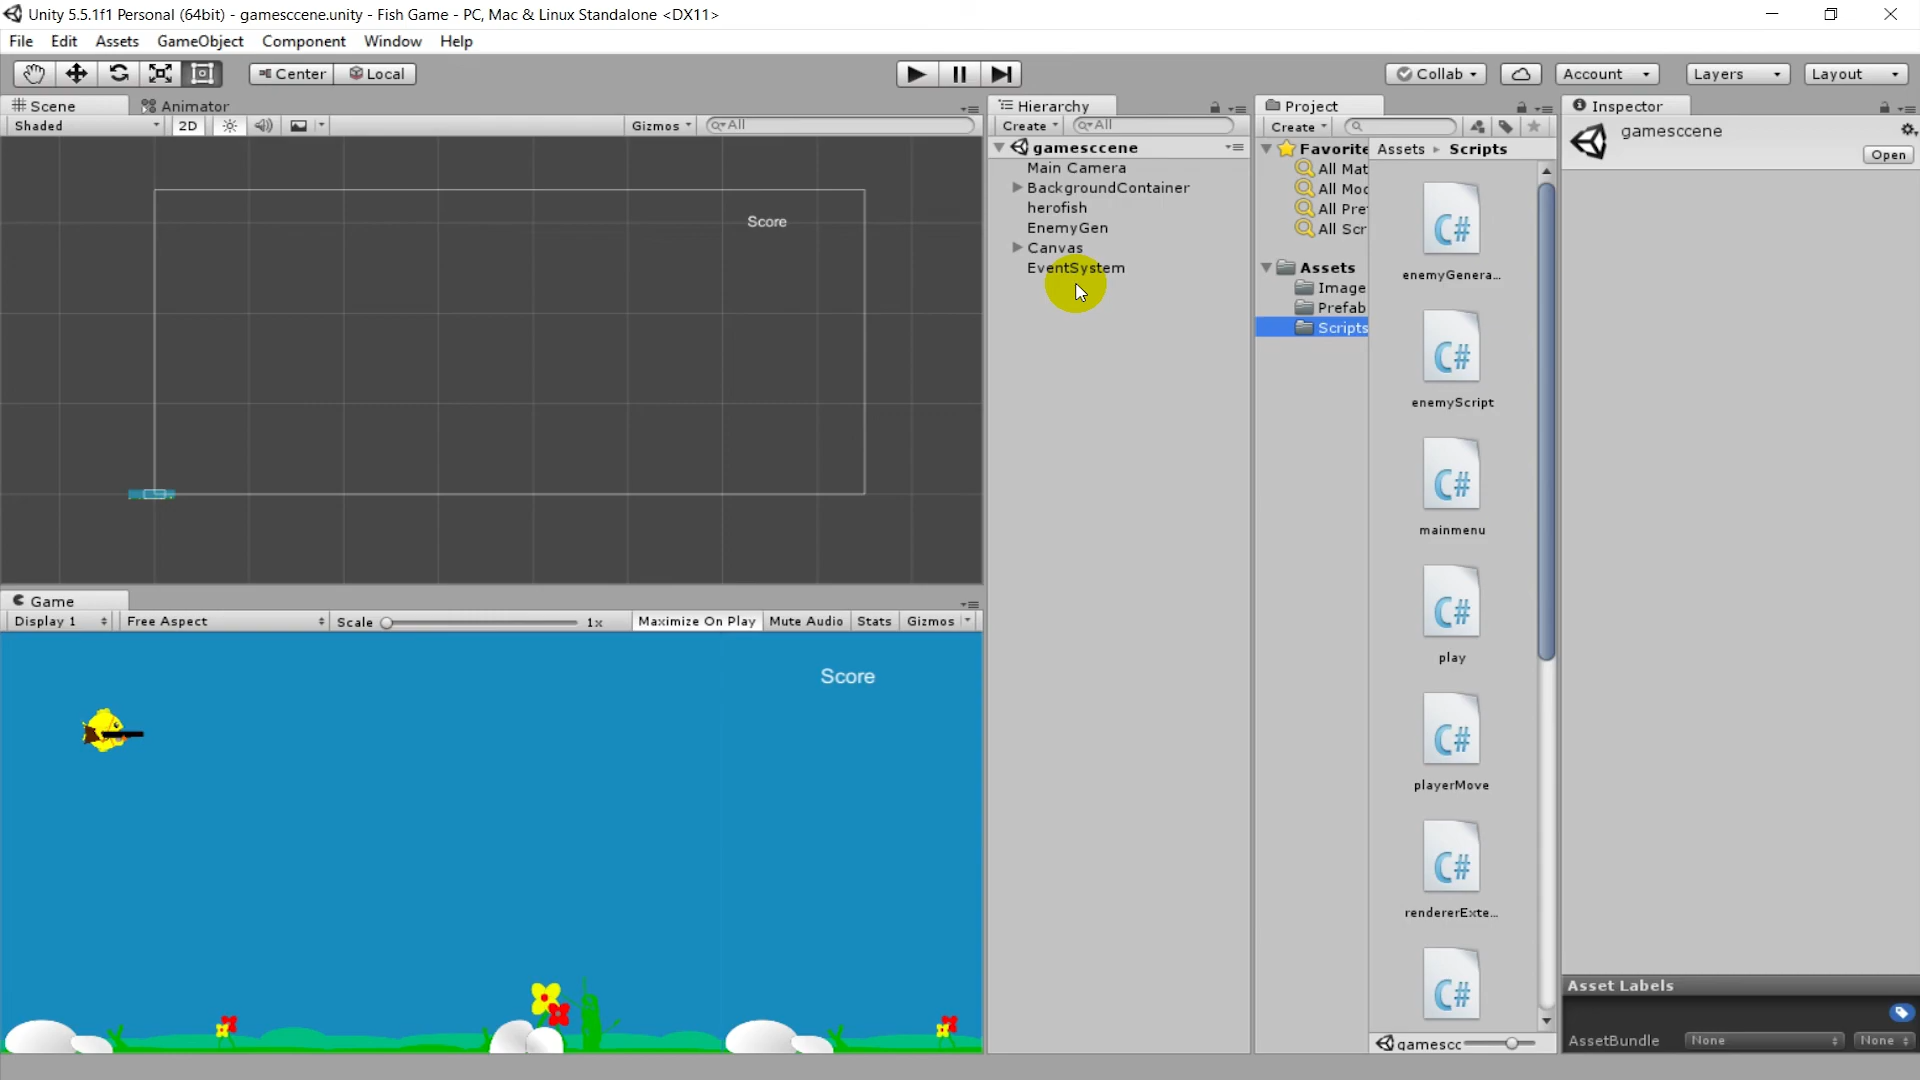 Unity 5.5.1f1 Personal (64bit) - gamesccene.unity - Fish Game - PC, Mac & Linux Standalone <DX11>
File Edit Assets GameObject Component Window Help
Center Local Collab Account Layers Layout
Scene Animator
Shaded 2D Gizmos All
Score
Game
Display 1 Free Aspect Scale 1x Maximize On Play Mute Audio Stats Gizmos
Score
Hierarchy
Create All
gamesccene
Main Camera
BackgroundContainer
herofish
EnemyGen
Canvas
EventSystem
Project
Create
Favorite
All Mat
All Mod
All Pre
All Scr
Assets
Image
Prefab
Scripts
Assets Scripts
C#
enemyGenera...
C#
enemyScript
C#
mainmenu
C#
play
C#
playerMove
C#
rendererExte...
C#
gamescc
Inspector
gamesccene
Open
Asset Labels
AssetBundle None None